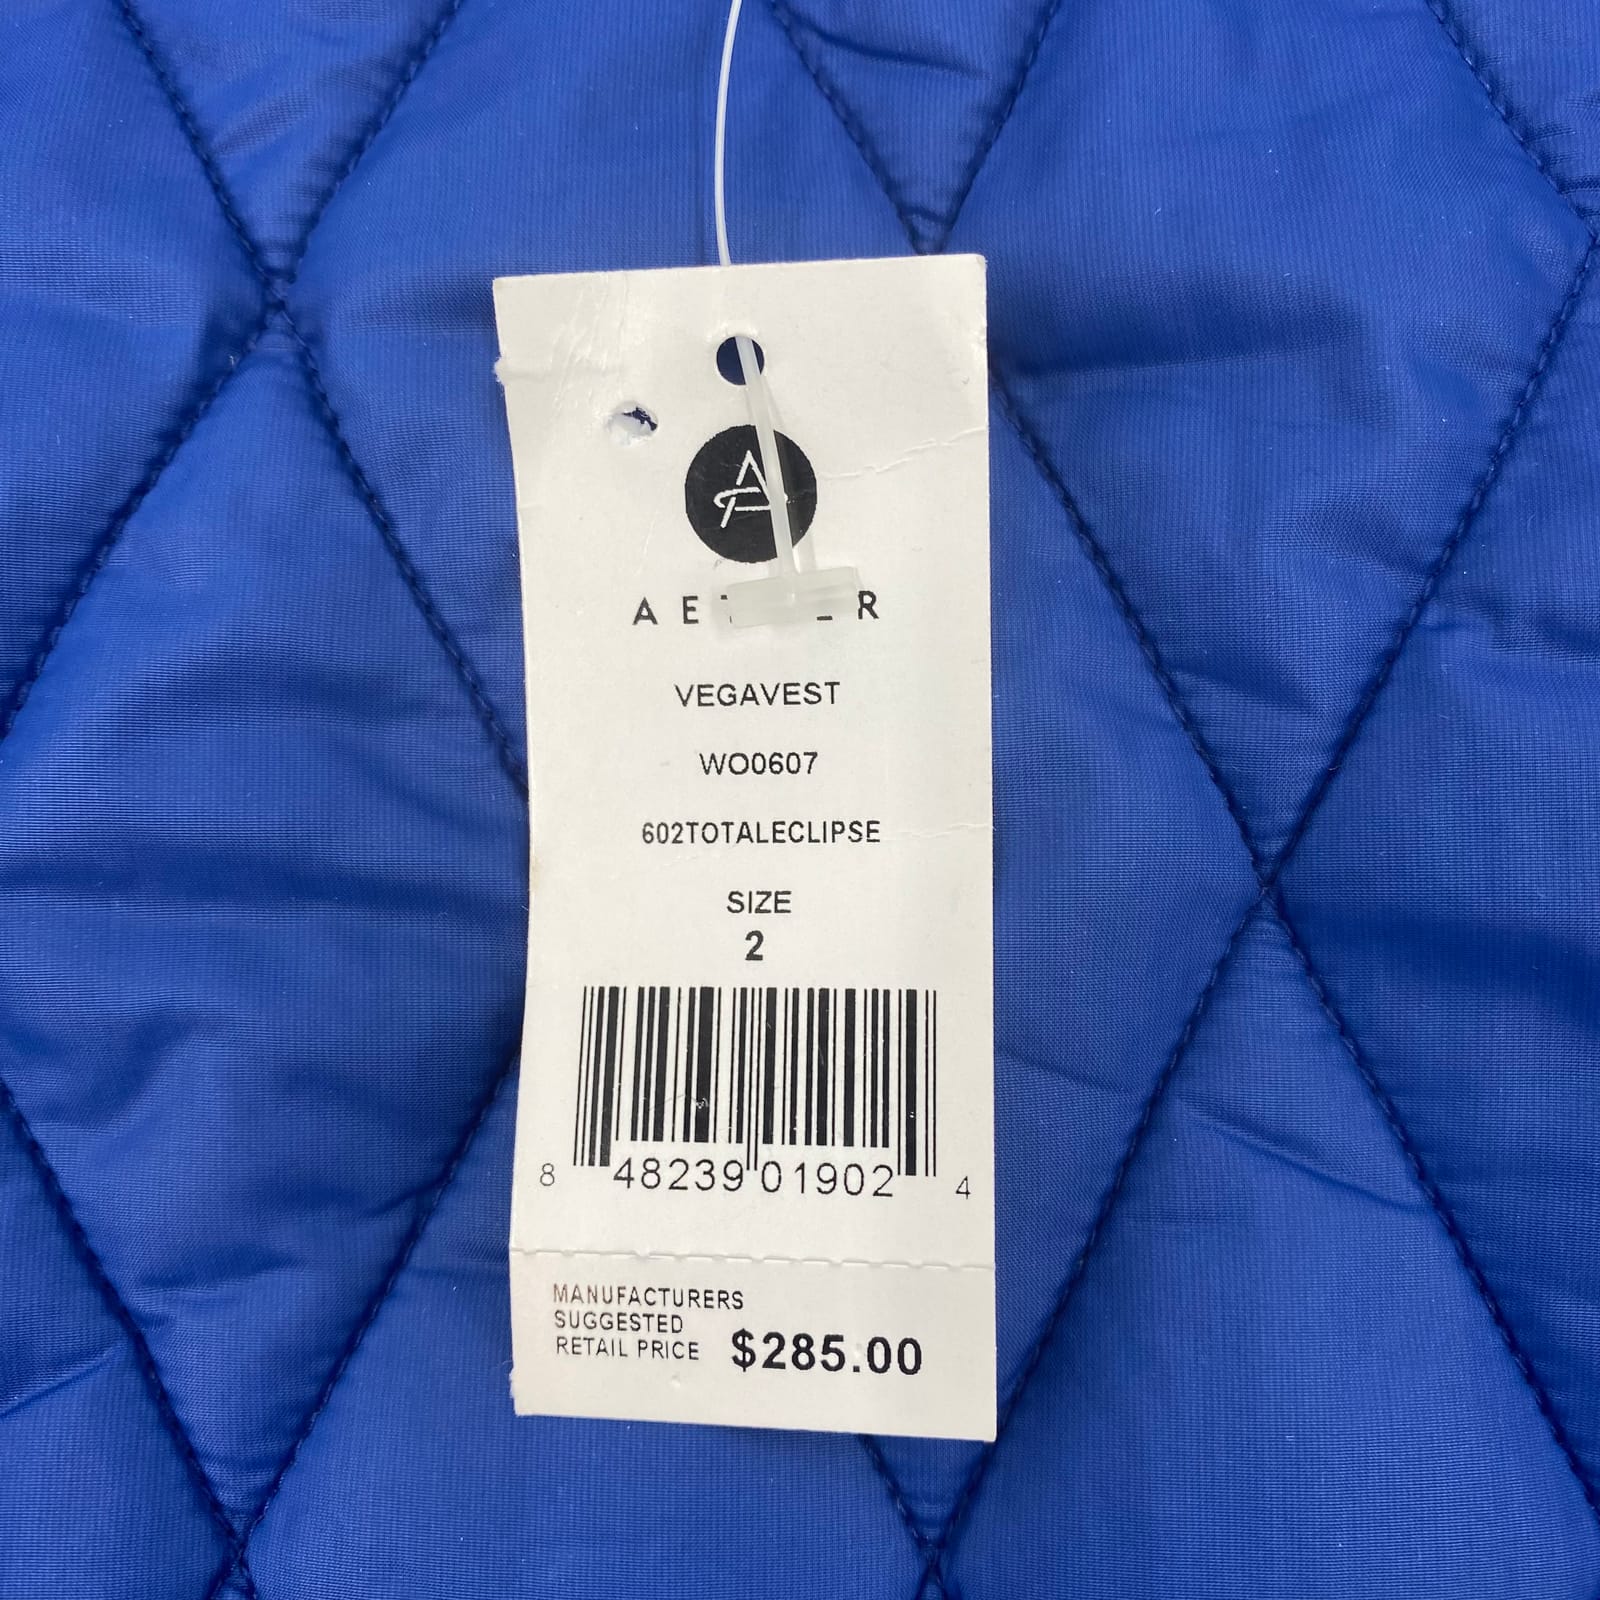 VEGAVEST
WO0607
602TOTALECLIPSE
SIZE
2
8 48239 01902 4
MANUFACTURERS
SUGGESTED
RETAIL PRICE $285.00